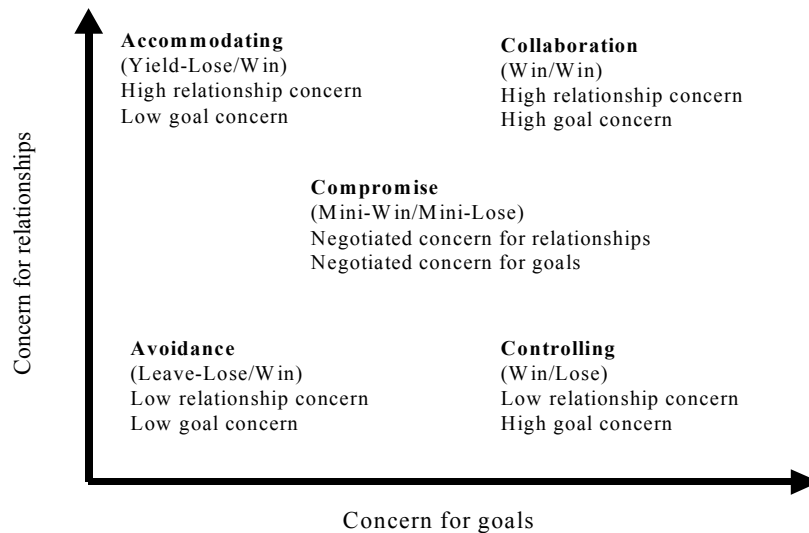 Accommodating
(Yield-Lose/Win)
High relationship concern
Low goal concern
Collaboration
(Win/Win)
High relationship concern
High goal concern
Compromise
(Mini-Win/Mini-Lose)
Negotiated concern for relationships
Negotiated concern for goals
Avoidance
(Leave-Lose/Win)
Low relationship concern
Low goal concern
Controlling
(Win/Lose)
Low relationship concern
High goal concern
Concern for relationships
Concern for goals